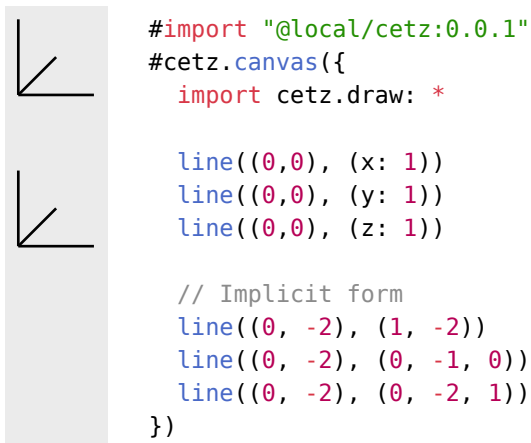 #import "@local/cetz:0.0.1"
#cetz.canvas({
  import cetz.draw: *

  line((0,0), (x: 1))
  line((0,0), (y: 1))
  line((0,0), (z: 1))

  // Implicit form
  line((0, -2), (1, -2))
  line((0, -2), (0, -1, 0))
  line((0, -2), (0, -2, 1))
})